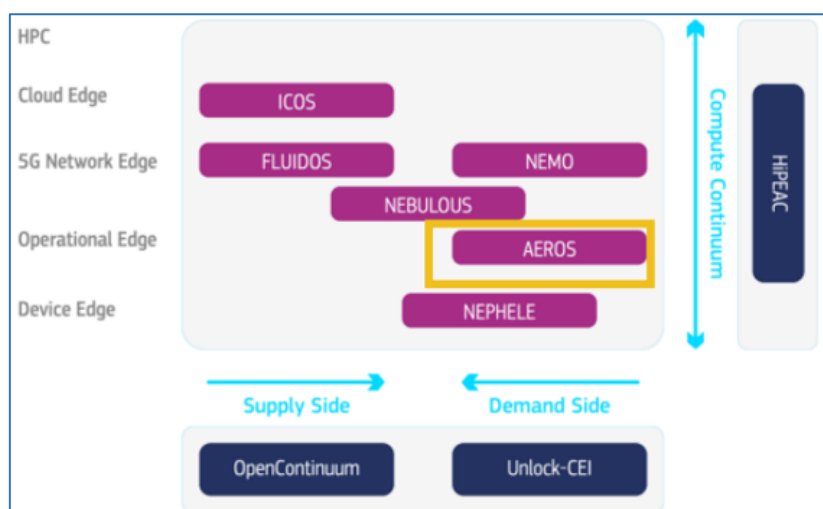 HPC
Cloud Edge
ICOS
5G Network Edge
FLUIDOS
NEMO
NEBULOUS
Operational Edge
AEROS
Device Edge
NEPHELE
Compute Continuum
HiPEAC
Supply Side
Demand Side
OpenContinuum
Unlock-CEI